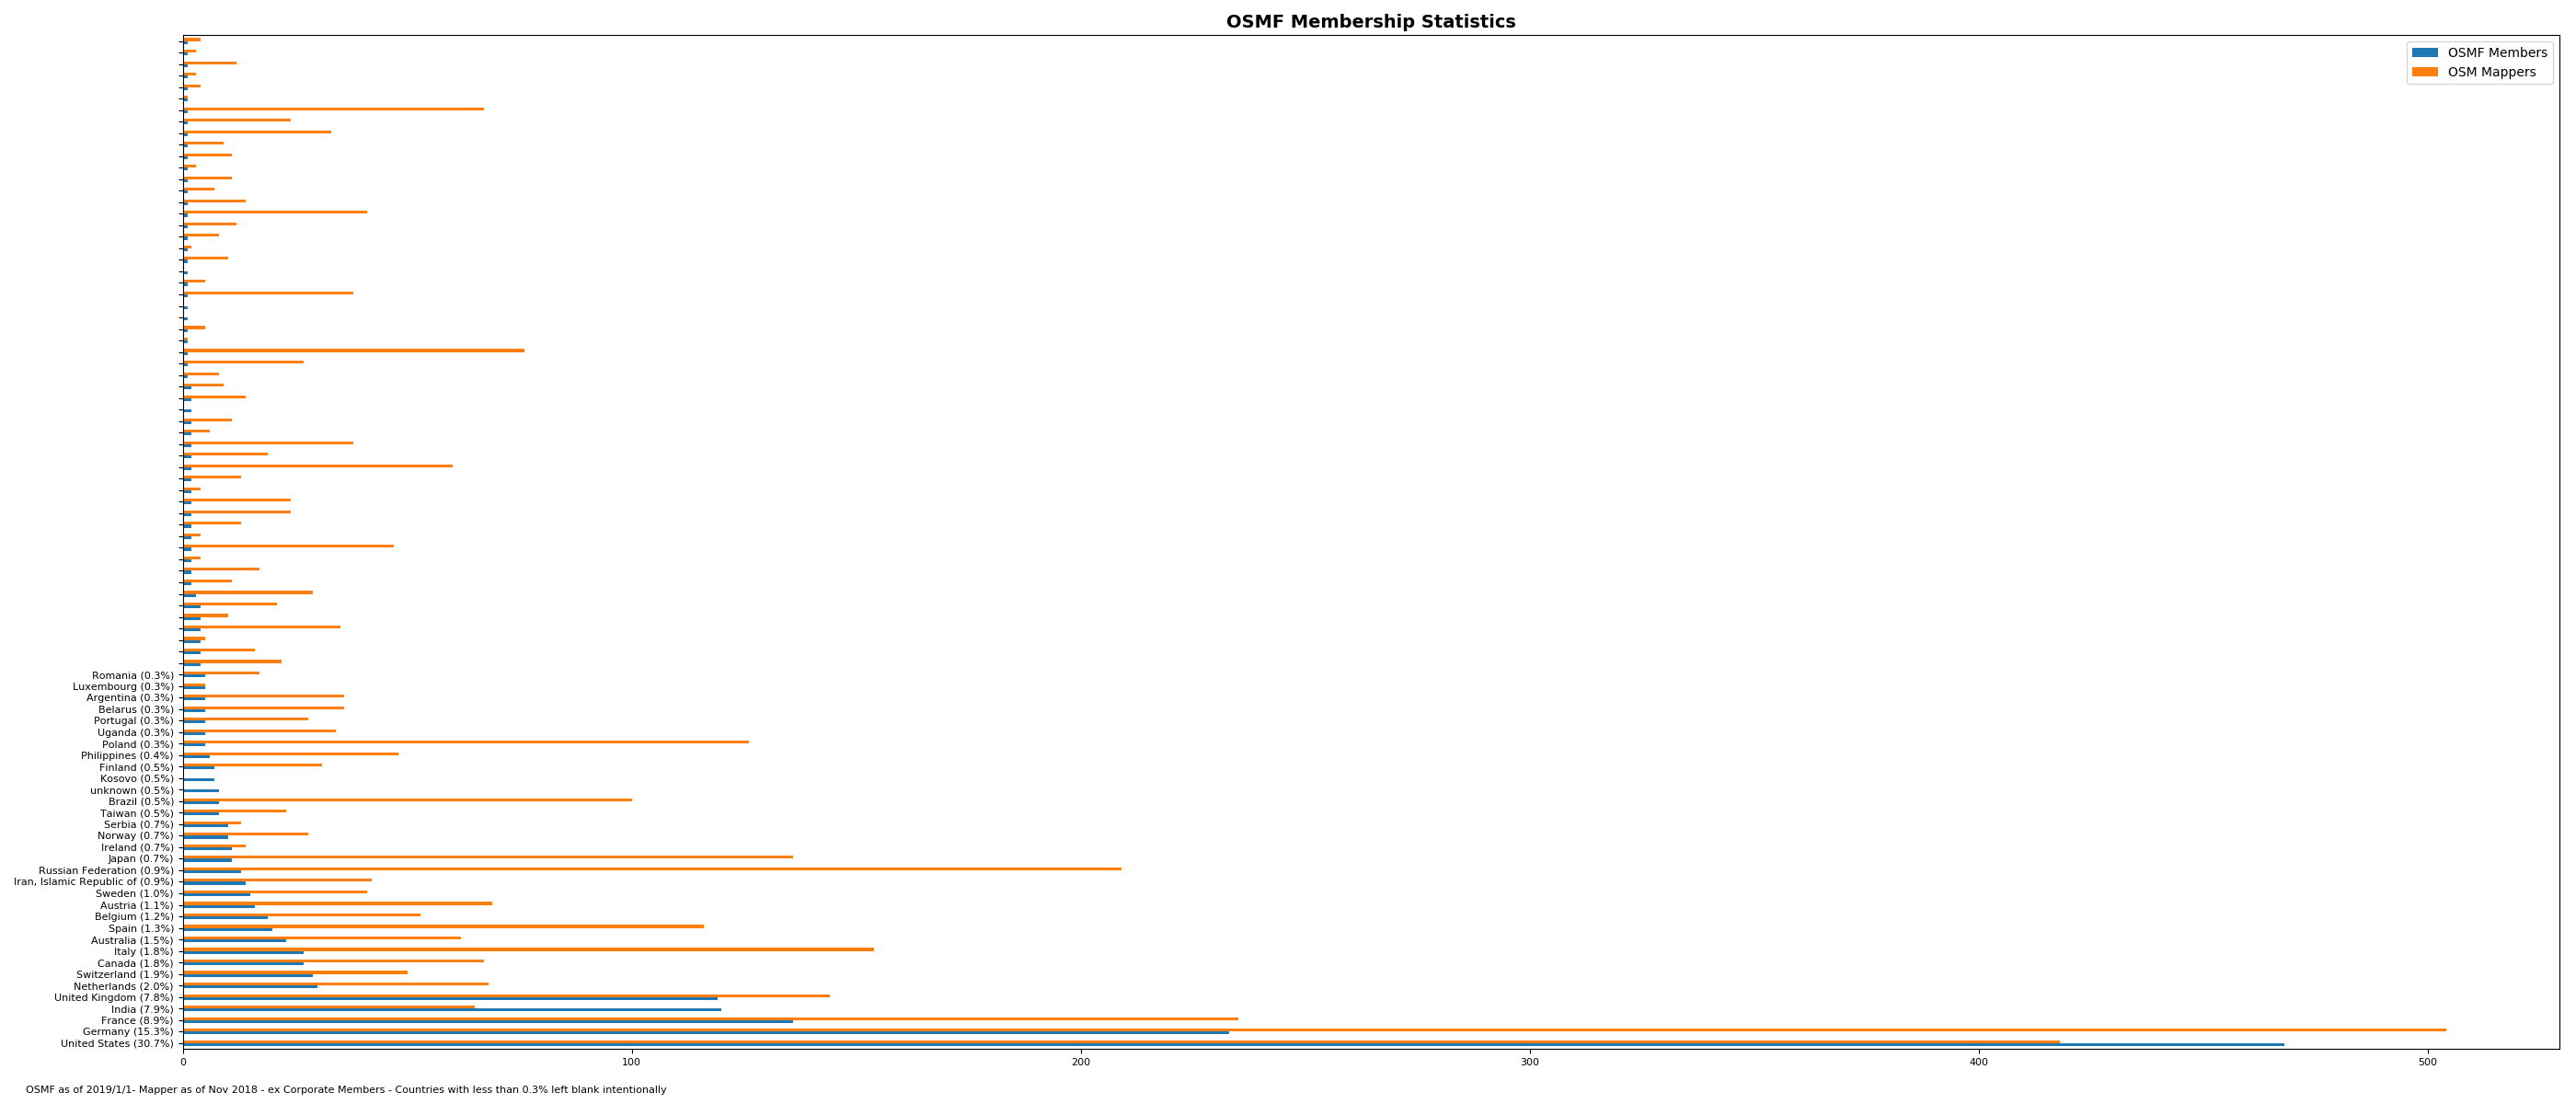 OSMF Membership Statistics
OSMF Members
OSM Mappers
Romania (0.3%)
Luxembourg (0.3%)
Argentina (0.3%)
Belarus (0.3%)
Portugal (0.3%)
Uganda (0.3%)
Poland (0.3%)
Philippines (0.4%)
Finland (0.5%)
Kosovo (0.5%)
unknown (0.5%)
Brazil (0.5%)
Taiwan (0.5%)
Serbia (0.7%)
Norway (0.7%)
Ireland (0.7%)
Japan (0.7%)
Russian Federation (0.9%)
Iran, Islamic Republic of (0.9%)
Sweden (1.0%)
Austria (1.1%)
Belgium (1.2%)
Spain (1.3%)
Australia (1.5%)
Italy (1.8%)
Canada (1.8%)
Switzerland (1.9%)
Netherlands (2.0%)
United Kingdom (7.8%)
India (7.9%)
France (8.9%)
Germany (15.3%)
United States (30.7%)
0 100 200 300 400 500
OSMF as of 2019/1/1- Mapper as of Nov 2018 - ex Corporate Members - Countries with less than 0.3% left blank intentionally